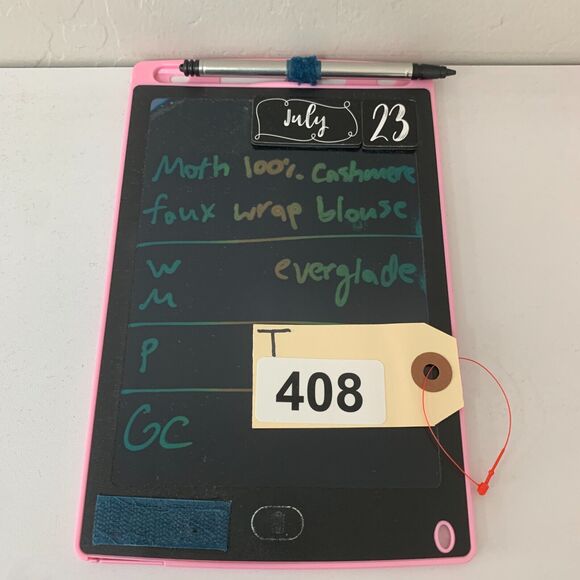 July 23
Moth 100% Cashmere
faux wrap blouse
W everglade
M
P
T
408
GC